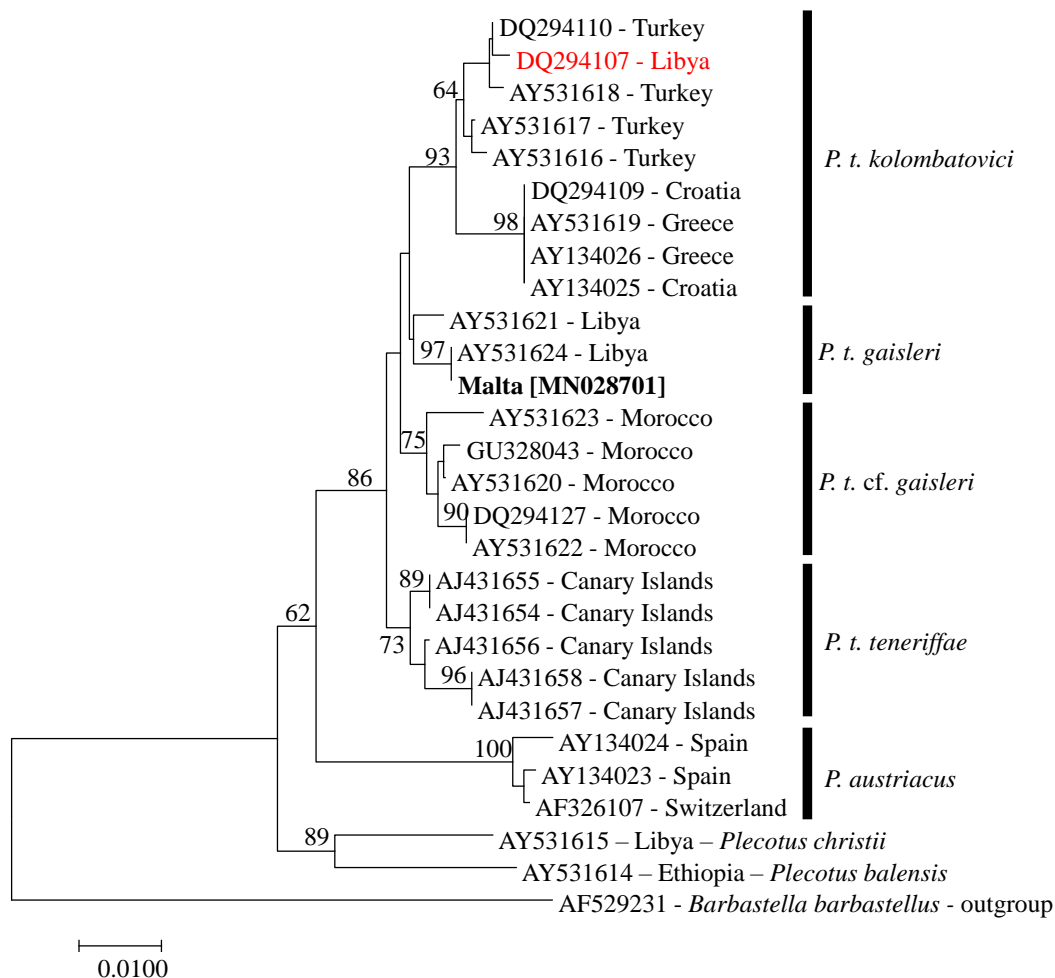 DQ294110 - Turkey
DQ294107 - Libya
64
AY531618 - Turkey
AY531617 - Turkey
93
AY531616 - Turkey
P. t. kolombatovici
DQ294109 - Croatia
98
AY531619 - Greece
AY134026 - Greece
AY134025 - Croatia
AY531621 - Libya
97
AY531624 - Libya
P. t. gaisleri
Malta [MN028701]
AY531623 - Morocco
75
GU328043 - Morocco
86
AY531620 - Morocco
P. t. cf. gaisleri
90
DQ294127 - Morocco
AY531622 - Morocco
89
AJ431655 - Canary Islands
AJ431654 - Canary Islands
62
73
AJ431656 - Canary Islands
P. t. teneriffae
96
AJ431658 - Canary Islands
AJ431657 - Canary Islands
100
AY134024 - Spain
AY134023 - Spain
P. austriacus
AF326107 - Switzerland
89
AY531615 – Libya – Plecotus christii
AY531614 – Ethiopia – Plecotus balensis
AF529231 - Barbastella barbastellus - outgroup
0.0100